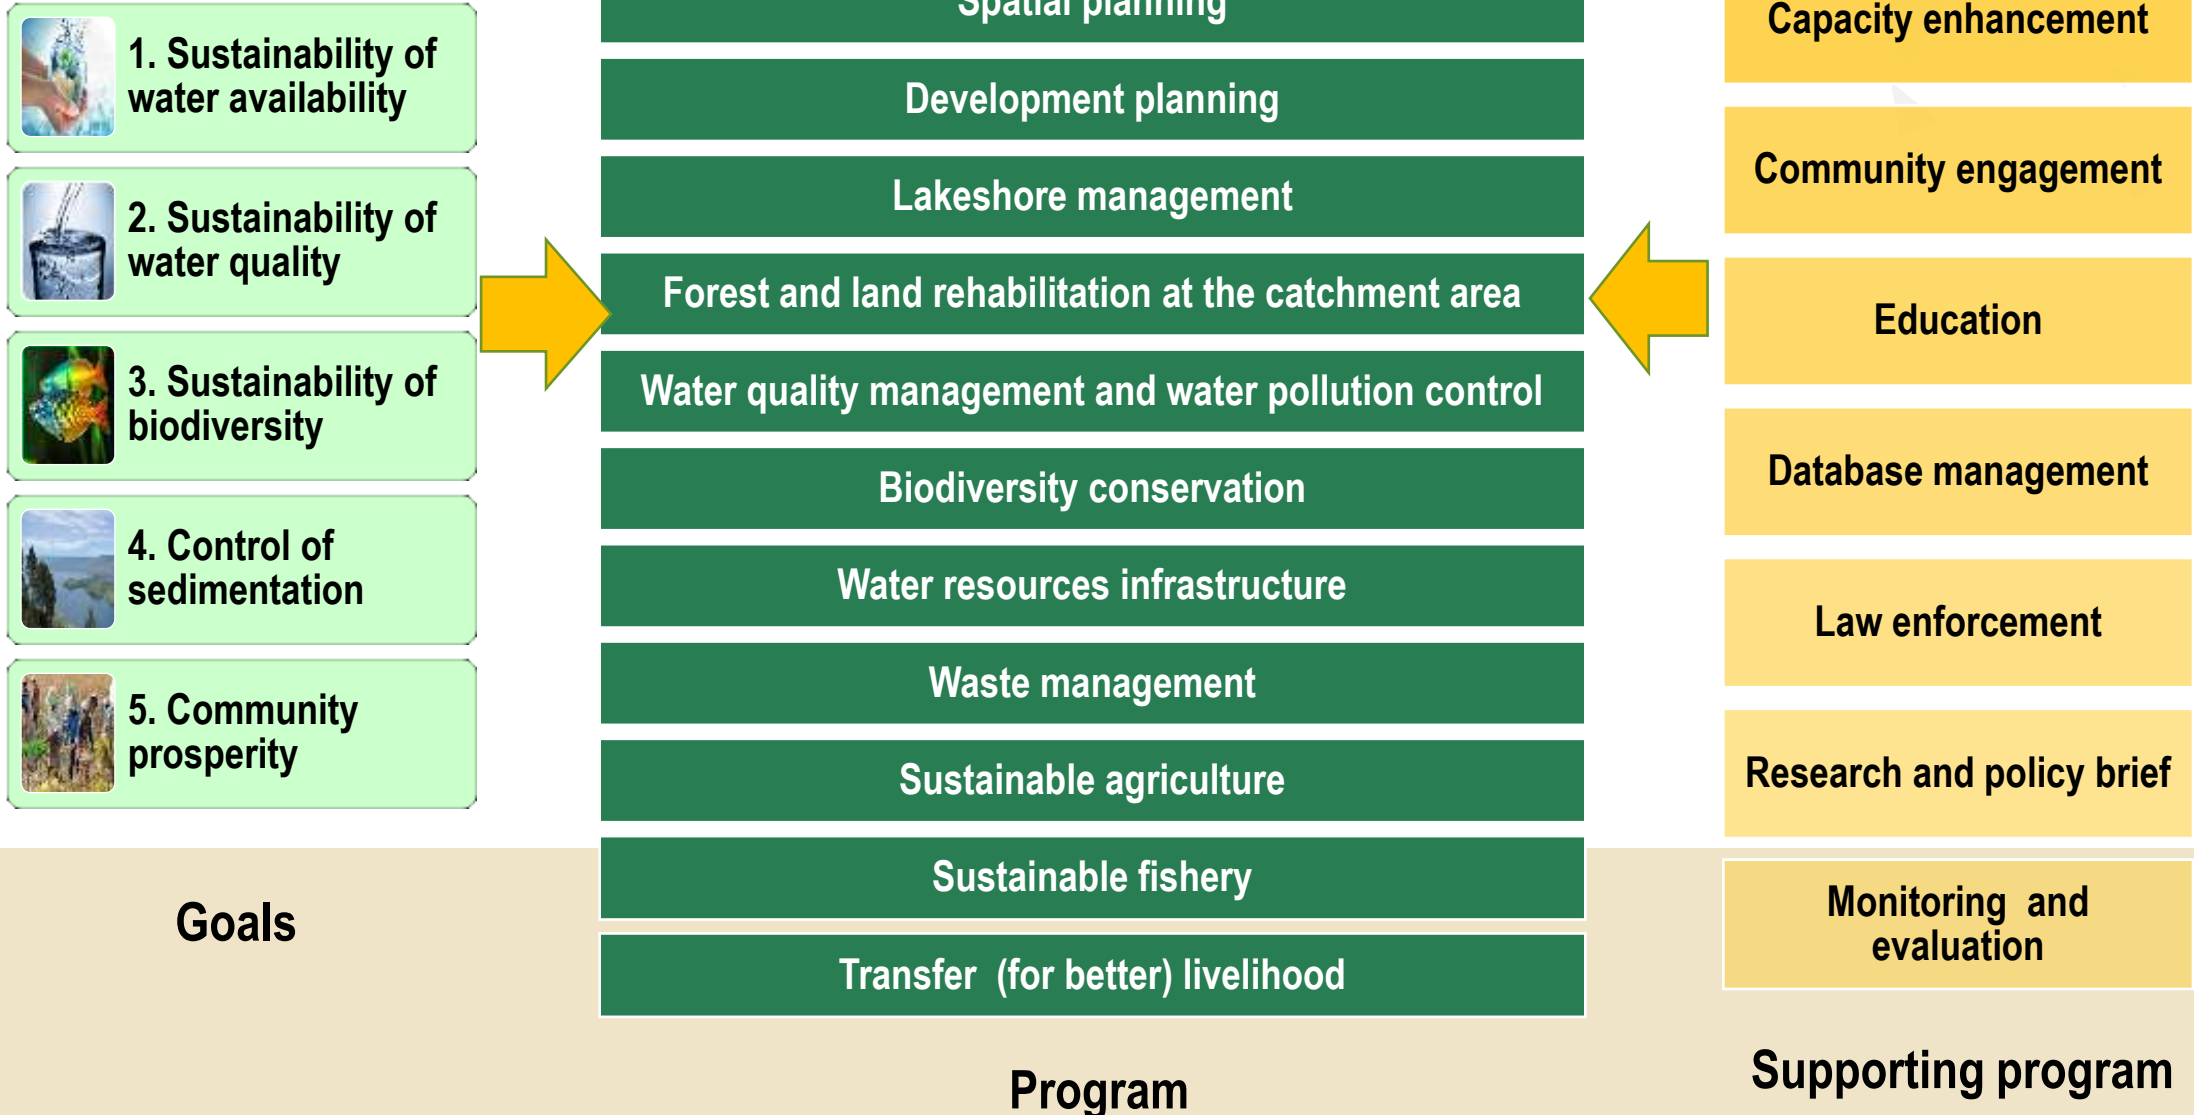 1. Sustainability of
water availability
2. Sustainability of
water quality
3. Sustainability of
biodiversity
4. Control of
sedimentation
5. Community
prosperity
Goals
Spatial planning
Development planning
Lakeshore management
Forest and land rehabilitation at the catchment area
Water quality management and water pollution control
Biodiversity conservation
Water resources infrastructure
Waste management
Sustainable agriculture
Sustainable fishery
Transfer (for better) livelihood
Program
Capacity enhancement
Community engagement
Education
Database management
Law enforcement
Research and policy brief
Monitoring and
evaluation
Supporting program